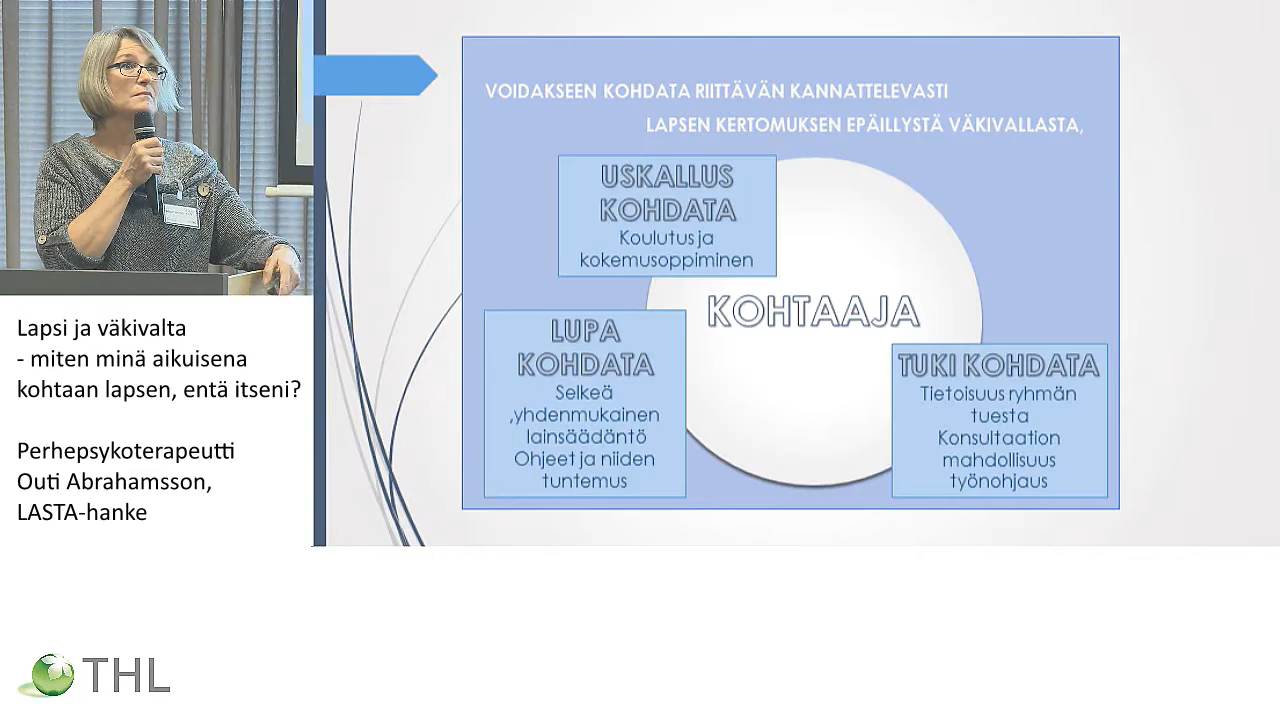 Lapsi ja väkivalta
- miten minä aikuisena
kohtaan lapsen, entä itseni?
Perhepsykoterapeutti
Outi Abrahamsson,
LASTA-hanke
THL
VOIDAKSEEN KOHDATA RIITTÄVÄN KANNATTELEVASTI
LAPSEN KERTOMUKSEN EPÄILLYSTÄ VÄKIVALLASTA,
USKALLUS
KOHDATA
Koulutus ja
kokemusoppiminen
KOHTAAJA
LUPA
KOHDATA
Selkeä
,yhdenmukainen
lainsäädäntö
Ohjeet ja niiden
tuntemus
TUKI KOHDATA
Tietoisuus ryhmän
tuesta
Konsultaation
mahdollisuus
työnohjaus